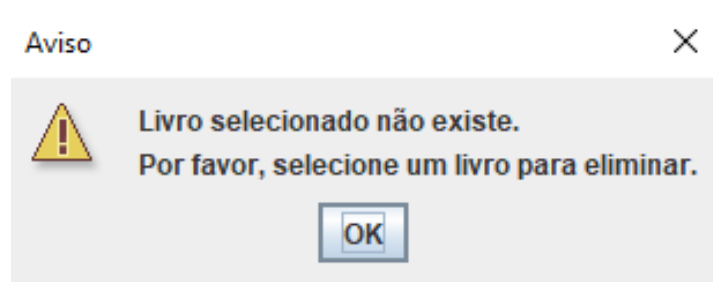 Aviso
Livro selecionado não existe.
Por favor, selecione um livro para eliminar.
OK